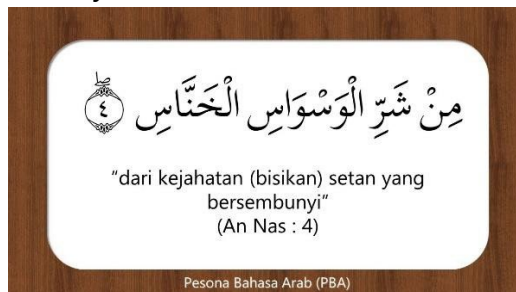 مِنْ شَرِّ الْوَسْوَاسِ الْخَنَّاسِ ۖ ﴿٤﴾
"dari kejahatan (bisikan) setan yang
bersembunyi"
(An Nas : 4)
Pesona Bahasa Arab (PBA)